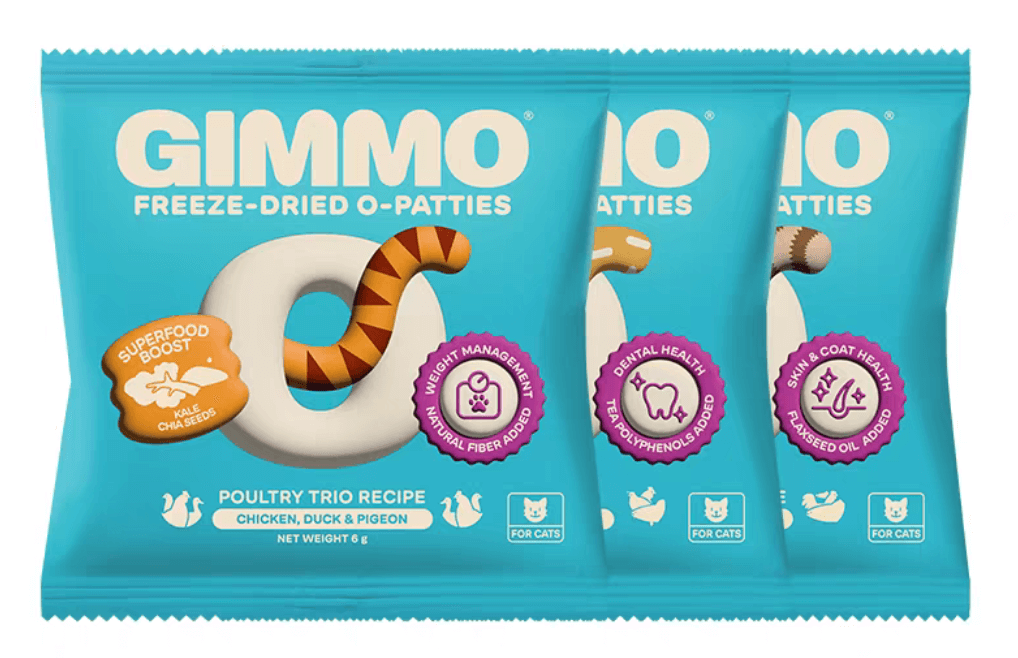 GIMMO®
FREEZE-DRIED O-PATTIES
SUPERFOOD
BOOST
KALE
CHIA SEEDS
WEIGHT MANAGEMENT
NATURAL FIBER ADDED
POULTRY TRIO RECIPE
CHICKEN, DUCK & PIGEON
NET WEIGHT 6 g
FOR CATS
MO®
ATTIES
DENTAL HEALTH
TEA POLYPHENOLS ADDED
FOR CATS
MO®
ATTIES
SKIN & COAT HEALTH
FLAXSEED OIL ADDED
FOR CATS